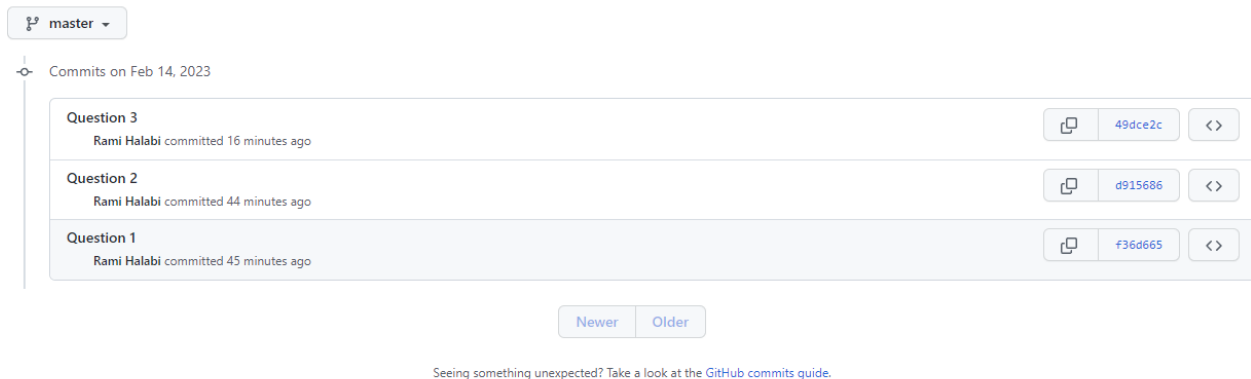 master
Commits on Feb 14, 2023
Question 3
Rami Halabi committed 16 minutes ago
49dce2c
Question 2
Rami Halabi committed 44 minutes ago
d915686
Question 1
Rami Halabi committed 45 minutes ago
f36d665
Newer Older
Seeing something unexpected? Take a look at the GitHub commits guide.